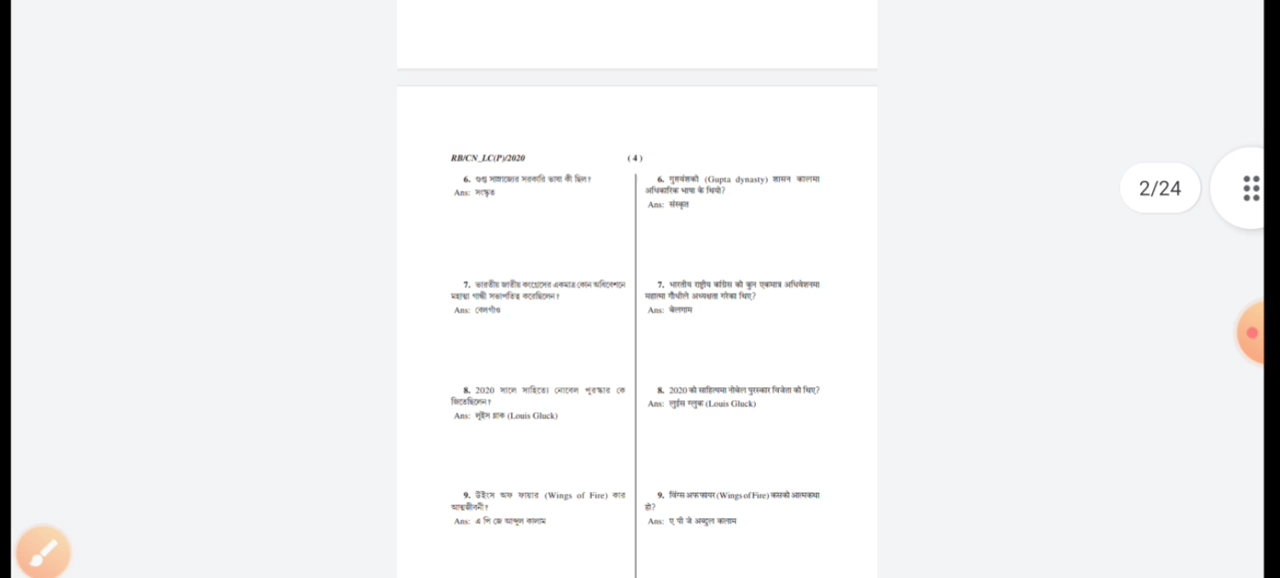 RB/CN_LC(P)/2020
( 4 )
6. গুপ্ত সাম্রাজ্যের সরকারি ভাষা কী ছিল?
Ans: সংস্কৃত
7. ভারতীয় জাতীয় কংগ্রেসের একমাত্র কোন অধিবেশনে
মহাত্মা গান্ধী সভাপতিত্ব করেছিলেন?
Ans: বেলগাঁও
8. 2020 সালে সাহিত্যে নোবেল পুরস্কার কে
জিতেছিলেন?
Ans: লুইস গ্লাক (Louis Gluck)
9. উইংস অফ ফায়ার (Wings of Fire) কার
আত্মজীবনী?
Ans: এ পি জে আব্দুল কালাম
6. गुप्तवंशको (Gupta dynasty) शासन कालमा
अधिकारिक भाषा के थियो?
Ans: संस्कृत
7. भारतीय राष्ट्रीय कांग्रेस को कुन एकमात्र अधिवेशनमा
महात्मा गाँधीले अध्यक्षता गरेका थिए?
Ans: बेलगाम
8. 2020 को साहित्यमा नोबेल पुरस्कार विजेता को थिए?
Ans: लुईस ग्लुक (Louis Gluck)
9. विंग्स अफ फायर (Wings of Fire) कसको आत्मकथा
हो?
Ans: ए पी जे अब्दुल कलाम
2/24